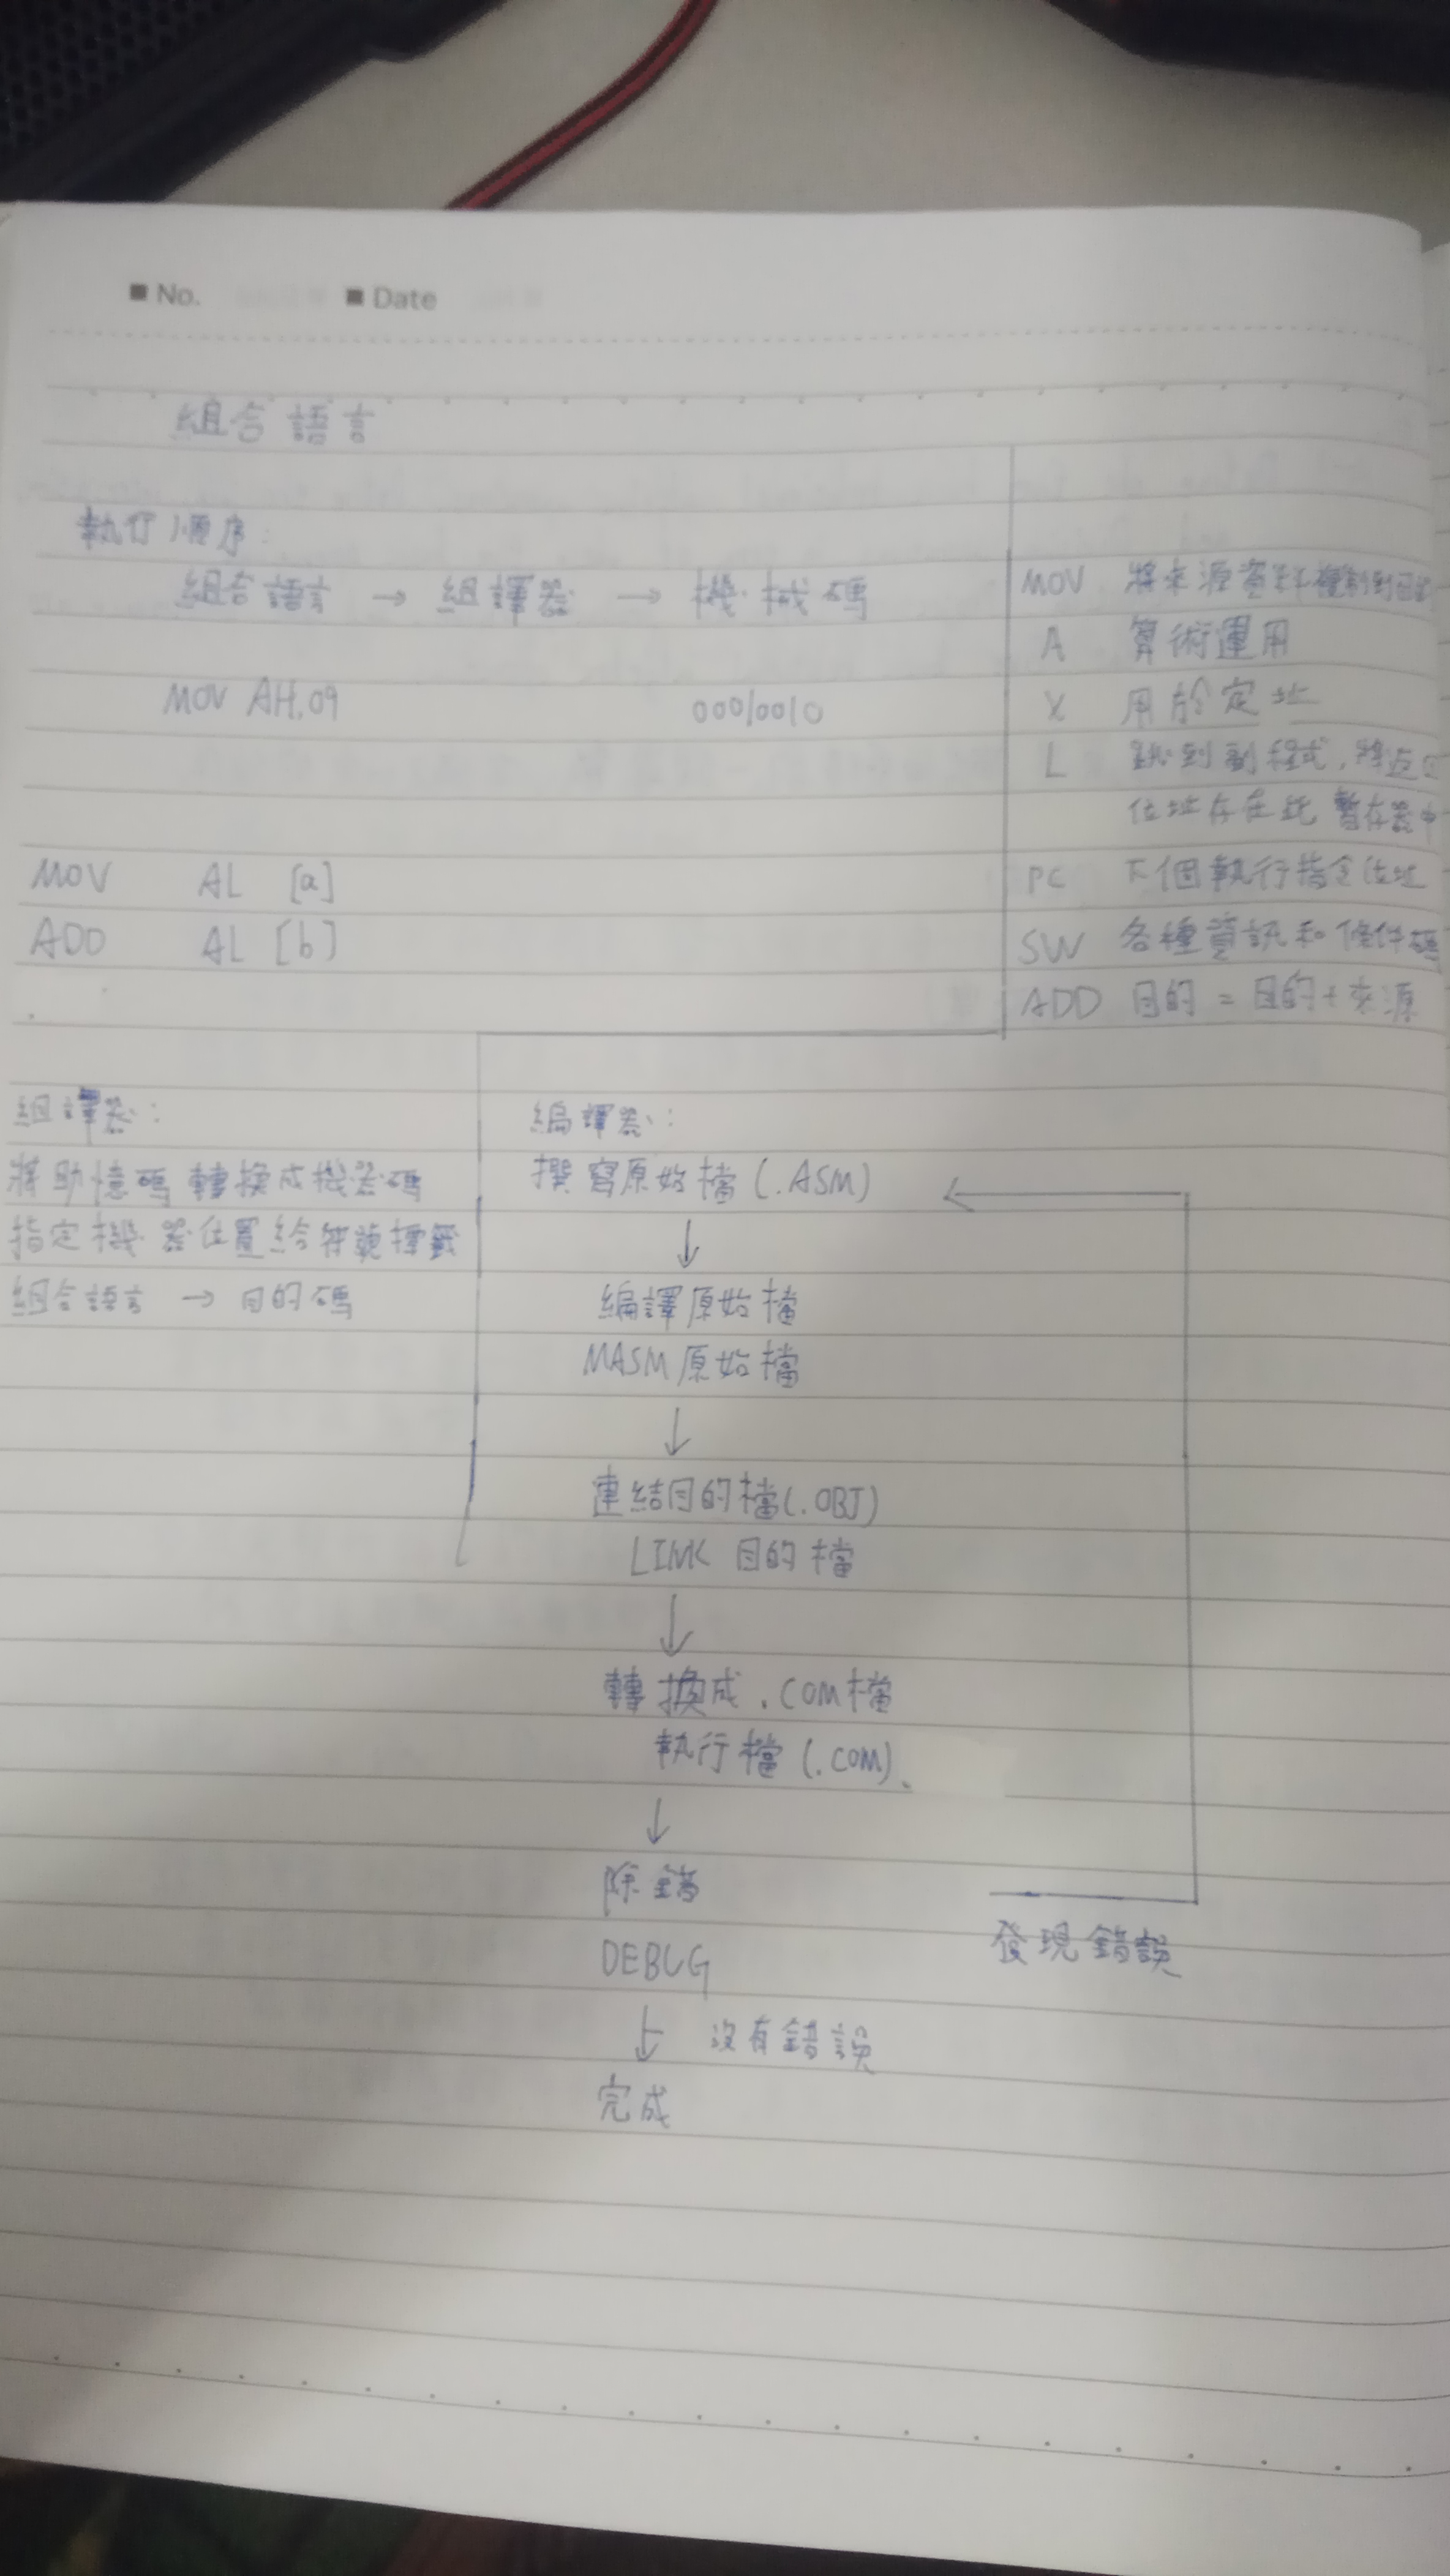 ■ No. ■ Date
組合語言
執行順序:
組合語言 → 組譯器 → 機械碼
MOV AH,09 00010010
MOV AL [a]
ADD AL [b]
MOV 將來源資料複製到目的
A 算術運用
X 用於定址
L 跳到副程式,將返回
位址存在此暫存器中
PC 下個執行指令位址
SW 各種資訊和條件碼
ADD 目的 = 目的 + 來源
組譯器:
將助憶碼轉換成機器碼
指定機器位置給符號標籤
組合語言 → 目的碼
編譯器:
撰寫原始檔(.ASM)
↓
編譯原始檔
MASM原始檔
↓
連結目的檔(.OBJ)
LINK 目的檔
↓
轉換成.COM檔
執行檔(.COM)
↓
除錯
DEBUG
發現錯誤
↓ 沒有錯誤
完成